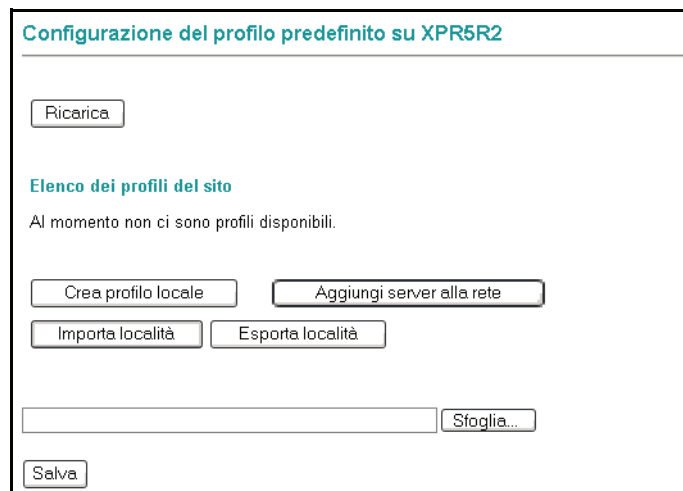 Configurazione del profilo predefinito su XPR5R2
Ricarica
Elenco dei profili del sito
Al momento non ci sono profili disponibili.
Crea profilo locale
Aggiungi server alla rete
Importa località
Esporta località
Sfoglia...
Salva